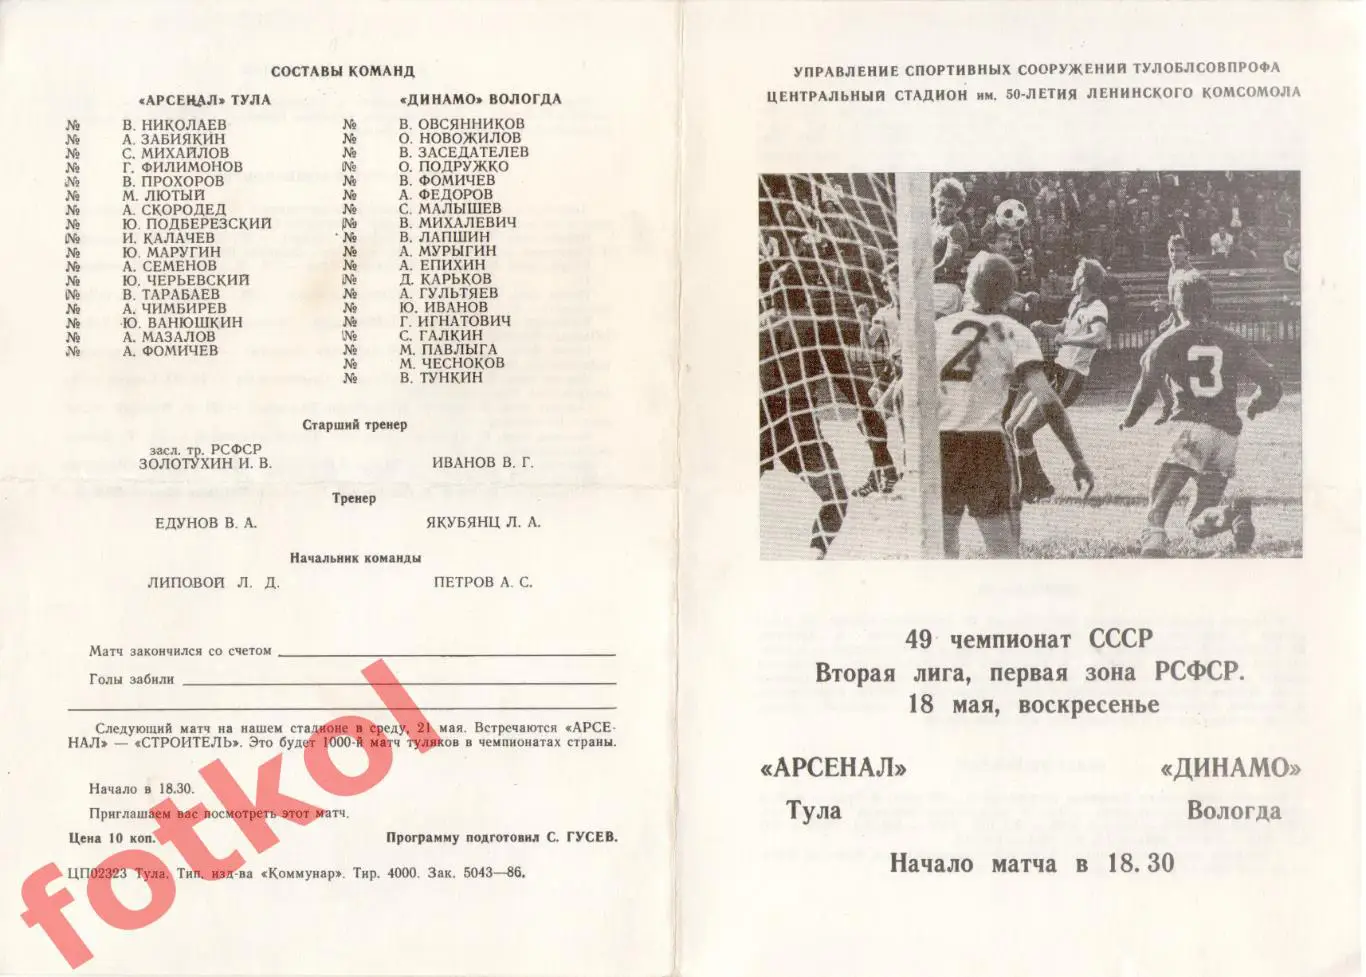 СОСТАВЫ КОМАНД
«АРСЕНАЛ» ТУЛА
№ В. НИКОЛАЕВ
№ А. ЗАБИЯКИН
№ С. МИХАЙЛОВ
№ Г. ФИЛИМОНОВ
№ В. ПРОХОРОВ
№ М. ЛЮТЫЙ
№ А. СКОРОДЕД
№ Ю. ПОДБЕРЕЗСКИЙ
№ И. КАЛАЧЕВ
№ Ю. МАРУГИН
№ А. СЕМЕНОВ
№ Ю. ЧЕРЬЕВСКИЙ
№ В. ТАРАБАЕВ
№ А. ЧИМБИРЕВ
№ Ю. ВАНЮШКИН
№ А. МАЗАЛОВ
№ А. ФОМИЧЕВ
«ДИНАМО» ВОЛОГДА
№ В. ОВСЯННИКОВ
№ О. НОВОЖИЛОВ
№ В. ЗАСЕДАТЕЛЕВ
№ О. ПОДРУЖКО
№ В. ФОМИЧЕВ
№ А. ФЕДОРОВ
№ С. МАЛЫШЕВ
№ В. МИХАЛЕВИЧ
№ В. ЛАПШИН
№ А. МУРЫГИН
№ А. ЕПИХИН
№ Д. КАРЬКОВ
№ А. ГУЛЬТЯЕВ
№ Ю. ИВАНОВ
№ Г. ИГНАТОВИЧ
№ С. ГАЛКИН
№ М. ПАВЛЫГА
№ М. ЧЕСНОКОВ
№ В. ТУНКИН
Старший тренер
засл. тр. РСФСР
ЗОЛОТУХИН И. В. ИВАНОВ В. Г.
Тренер
ЕДУНОВ В. А. ЯКУБЯНЦ Л. А.
Начальник команды
ЛИПОВОЙ Л. Д. ПЕТРОВ А. С.
Матч закончился со счетом
Голы забили
Следующий матч на нашем стадионе в среду, 21 мая. Встречаются «АРСЕ-
НАЛ» — «СТРОИТЕЛЬ». Это будет 1000-й матч туляков в чемпионатах страны.
Начало в 18.30.
Приглашаем вас посмотреть этот матч.
Цена 10 коп. Программу подготовил С. ГУСЕВ.
ЦП02323 Тула. Тип. изд-ва «Коммунар». Тир. 4000. Зак. 5043—86.
fotkol
УПРАВЛЕНИЕ СПОРТИВНЫХ СООРУЖЕНИЙ ТУЛОБЛСОВПРОФА
ЦЕНТРАЛЬНЫЙ СТАДИОН им. 50-ЛЕТИЯ ЛЕНИНСКОГО КОМСОМОЛА
2
3
49 чемпионат СССР
Вторая лига, первая зона РСФСР.
18 мая, воскресенье
«АРСЕНАЛ» «ДИНАМО»
Тула Вологда
Начало матча в 18.30